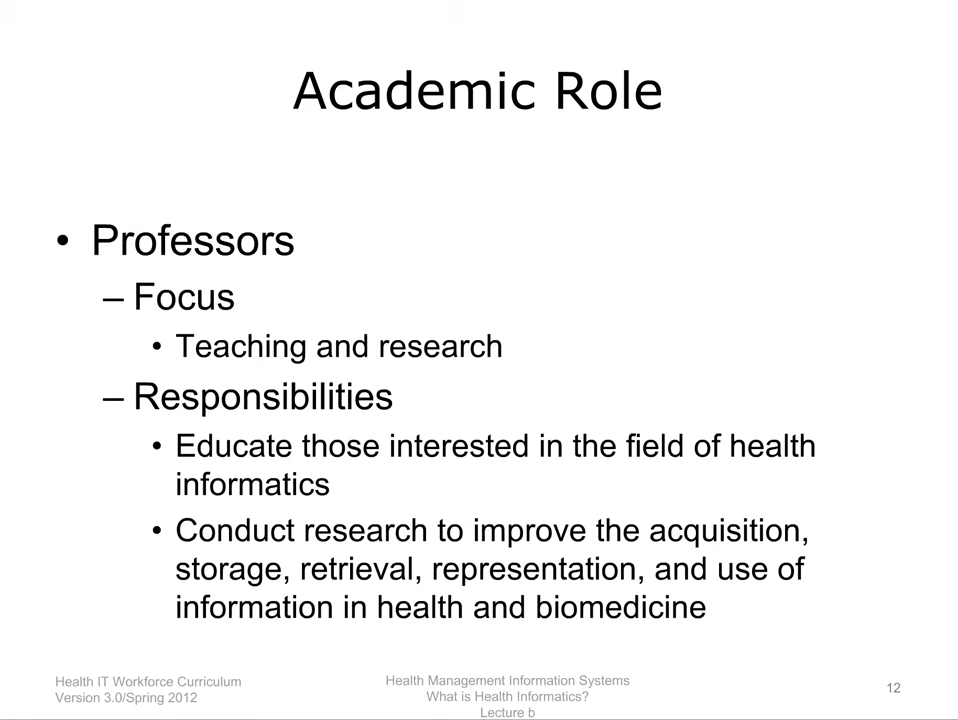 Academic Role
• Professors
– Focus
• Teaching and research
– Responsibilities
• Educate those interested in the field of health
informatics
• Conduct research to improve the acquisition,
storage, retrieval, representation, and use of
information in health and biomedicine
Health IT Workforce Curriculum
Version 3.0/Spring 2012
Health Management Information Systems
What is Health Informatics?
Lecture b
12